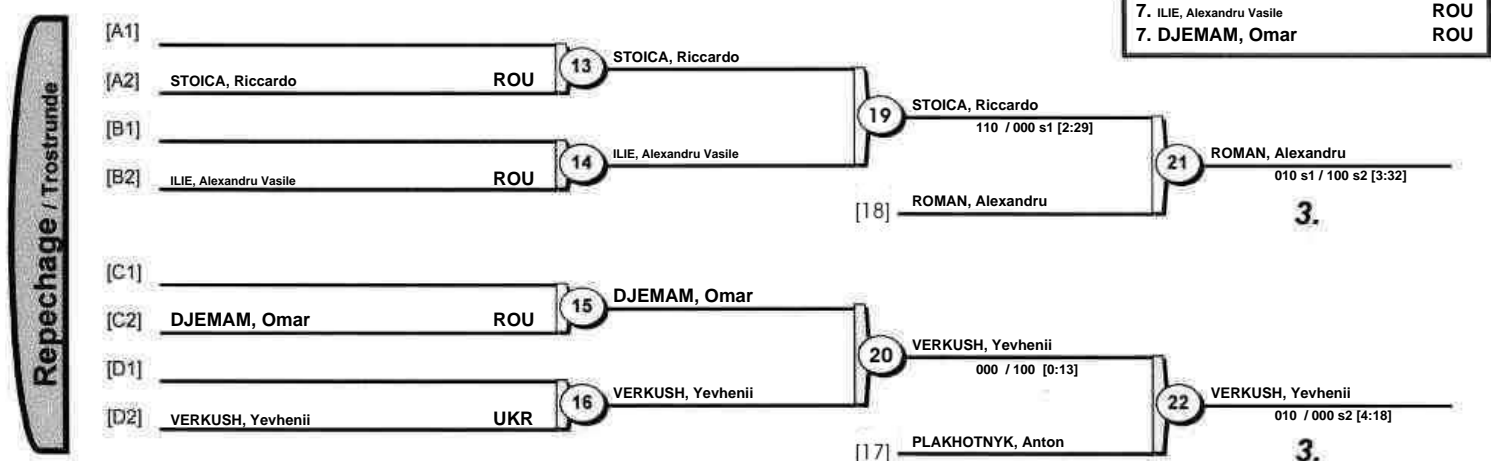 7. ILIE, Alexandru Vasile ROU
7. DJEMAM, Omar ROU
Repechage / Trostrunde
[A1]
[A2] STOICA, Riccardo ROU
13
STOICA, Riccardo
[B1]
[B2] ILIE, Alexandru Vasile ROU
14
ILIE, Alexandru Vasile
19
STOICA, Riccardo
110 / 000 s1 [2:29]
[18] ROMAN, Alexandru
21
ROMAN, Alexandru
010 s1 / 100 s2 [3:32]
3.
[C1]
[C2] DJEMAM, Omar ROU
15
DJEMAM, Omar
[D1]
[D2] VERKUSH, Yevhenii UKR
16
VERKUSH, Yevhenii
20
VERKUSH, Yevhenii
000 / 100 [0:13]
[17] PLAKHOTNYK, Anton
22
VERKUSH, Yevhenii
010 / 000 s2 [4:18]
3.